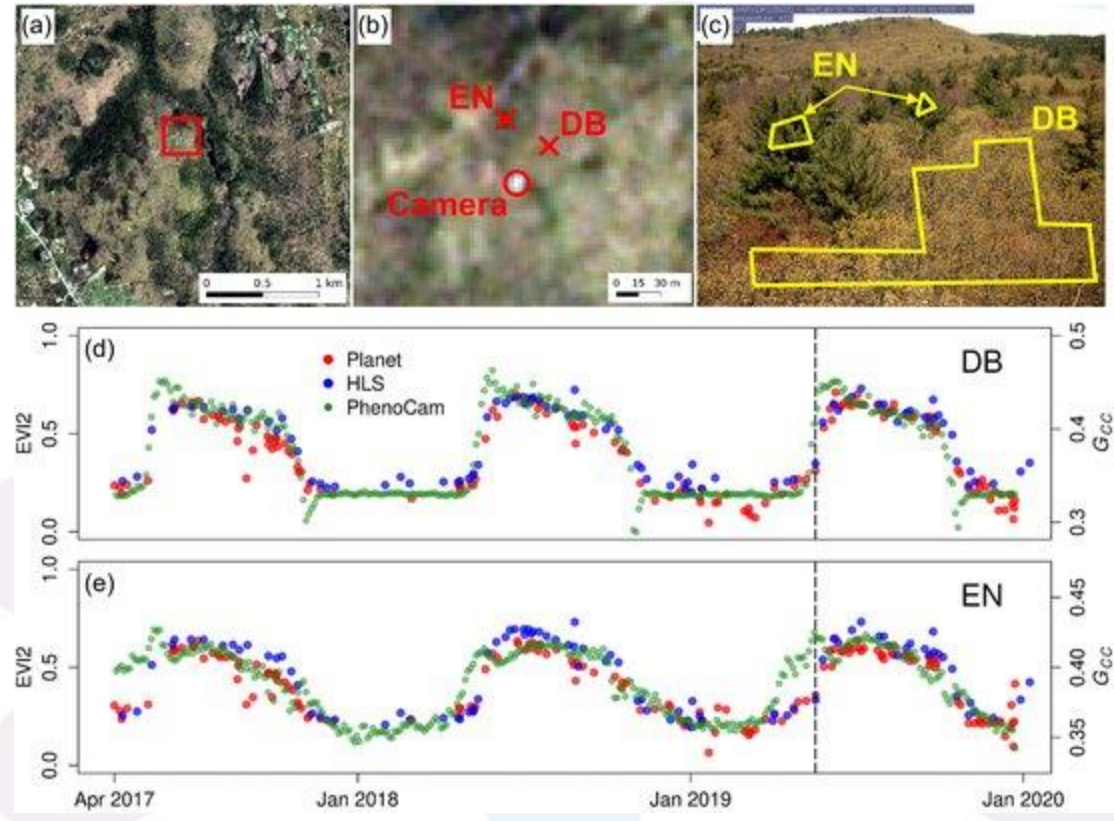 (a)
0 0.5 1 km
(b)
EN
DB
Camera
0 15 30 m
(c)
EN
DB
(d)
DB
Planet
HLS
PhenoCam
EVI2
1.0
0.5
0.0
Gcc
0.5
0.4
0.3
(e)
EN
EVI2
1.0
0.5
0.0
Gcc
0.45
0.40
0.35
Apr 2017 Jan 2018 Jan 2019 Jan 2020